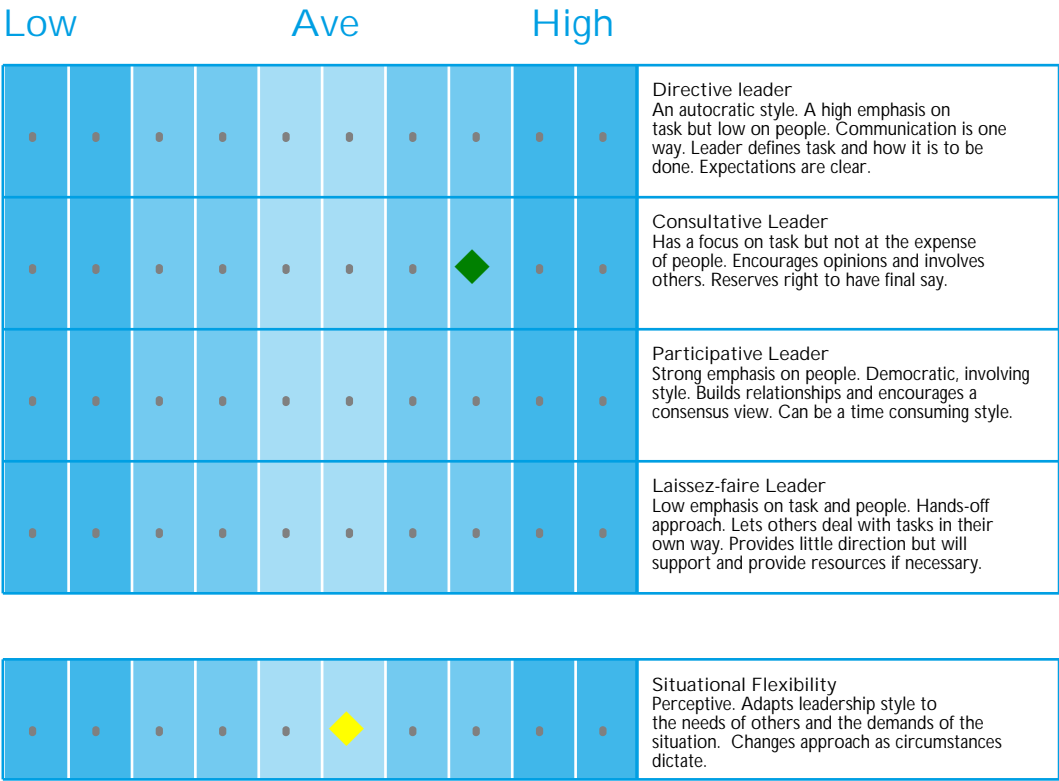 Low Ave High
Directive leader
An autocratic style. A high emphasis on
task but low on people. Communication is one
way. Leader defines task and how it is to be
done. Expectations are clear.
Consultative Leader
Has a focus on task but not at the expense
of people. Encourages opinions and involves
others. Reserves right to have final say.
Participative Leader
Strong emphasis on people. Democratic, involving
style. Builds relationships and encourages a
consensus view. Can be a time consuming style.
Laissez-faire Leader
Low emphasis on task and people. Hands-off
approach. Lets others deal with tasks in their
own way. Provides little direction but will
support and provide resources if necessary.
Situational Flexibility
Perceptive. Adapts leadership style to
the needs of others and the demands of the
situation.  Changes approach as circumstances
dictate.